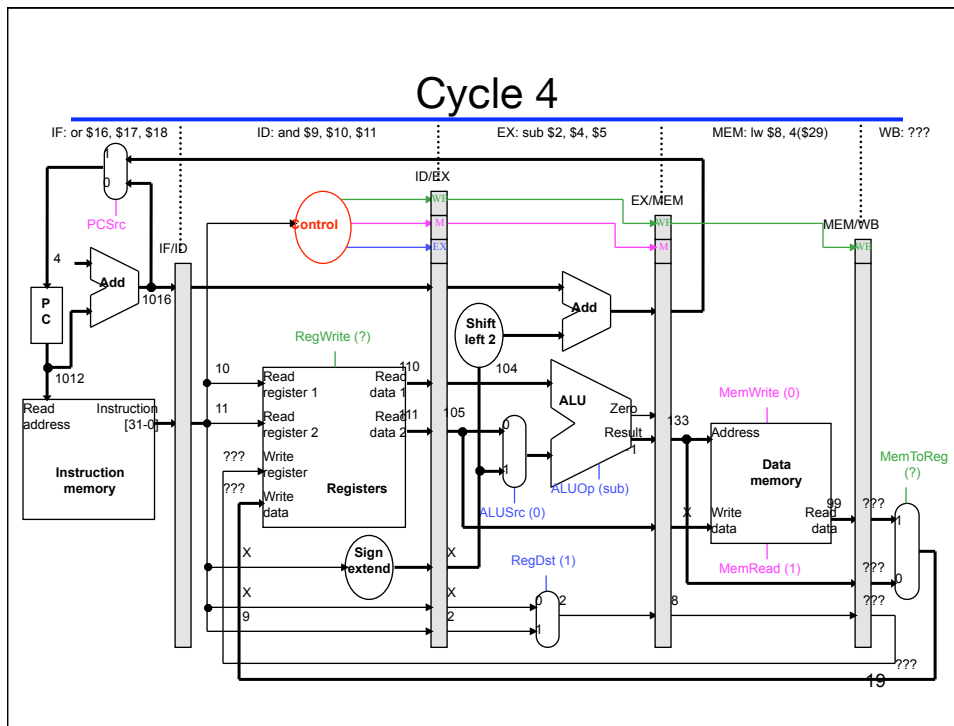 Cycle 4
IF: or $16, $17, $18
ID: and $9, $10, $11
EX: sub $2, $4, $5
MEM: lw $8, 4($29)
WB: ???
1
0
PCSrc
4
Add
P
C
1016
1012
Read
address
Instruction
[31-0]
Instruction
memory
IF/ID
Control
ID/EX
WB
M
EX
RegWrite (?)
10
11
???
???
Read
register 1
Read
data 1
Read
register 2
Read
data 2
Write
register
Write
data
Registers
110
111
X
X
9
Sign
extend
Shift
left 2
Add
104
105
X
X
2
0
1
ALUSrc (0)
ALU
Zero
Result
-1
ALUOp (sub)
RegDst (1)
0
1
2
EX/MEM
WB
M
133
X
8
MemWrite (0)
Address
Data
memory
Write
data
Read
data
MemRead (1)
99
MEM/WB
WB
???
???
???
???
MemToReg
(?)
1
0
19